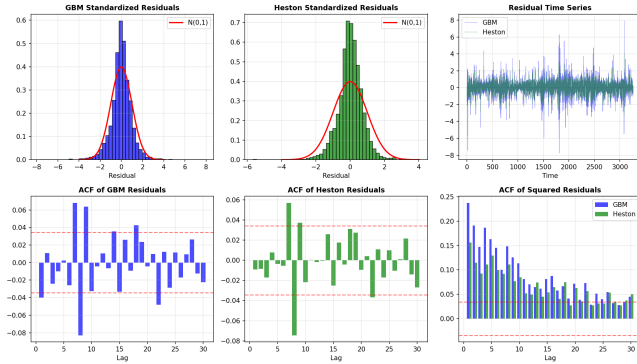 GBM Standardized Residuals
0.6
0.5
0.4
0.3
0.2
0.1
0.0
N(0,1)
−8 −6 −4 −2 0 2 4 6 8
Residual
Heston Standardized Residuals
0.7
0.6
0.5
0.4
0.3
0.2
0.1
0.0
N(0,1)
−6 −4 −2 0 2 4
Residual
Residual Time Series
8
6
4
2
0
−2
−4
−6
−8
GBM
Heston
0 500 1000 1500 2000 2500 3000
Time
ACF of GBM Residuals
0.06
0.04
0.02
0.00
−0.02
−0.04
−0.06
−0.08
0 5 10 15 20 25 30
Lag
ACF of Heston Residuals
0.06
0.04
0.02
0.00
−0.02
−0.04
−0.06
−0.08
0 5 10 15 20 25 30
Lag
ACF of Squared Residuals
0.25
0.20
0.15
0.10
0.05
0.00
GBM
Heston
0 5 10 15 20 25 30
Lag